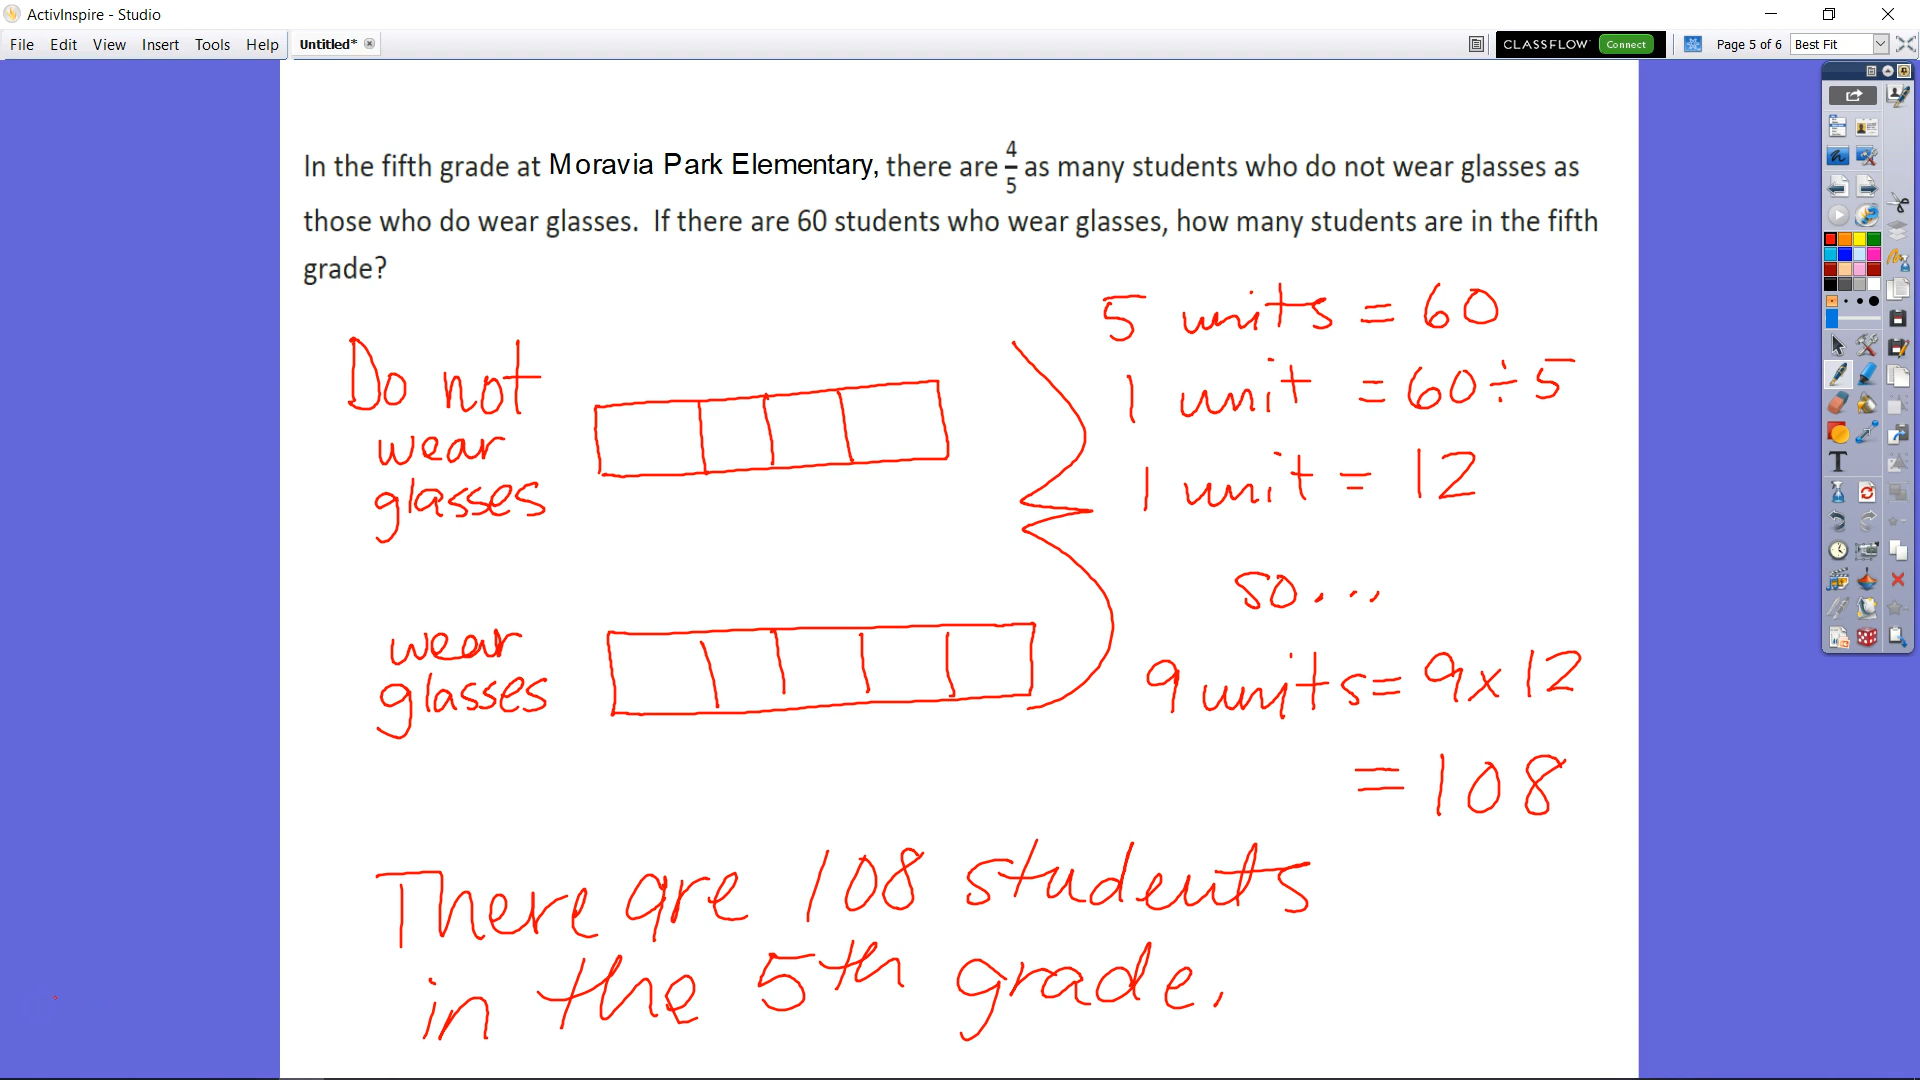 ActivInspire - Studio
File Edit View Insert Tools Help Untitled* CLASSFLOW Connect Page 5 of 6 Best Fit
In the fifth grade at Moravia Park Elementary, there are 4/5 as many students who do not wear glasses as
those who do wear glasses. If there are 60 students who wear glasses, how many students are in the fifth
grade?
5 units = 60
1 unit = 60 ÷ 5
1 unit = 12
so...
9 units = 9 x 12
= 108
Do not
wear
glasses
wear
glasses
There are 108 students
in the 5th grade.